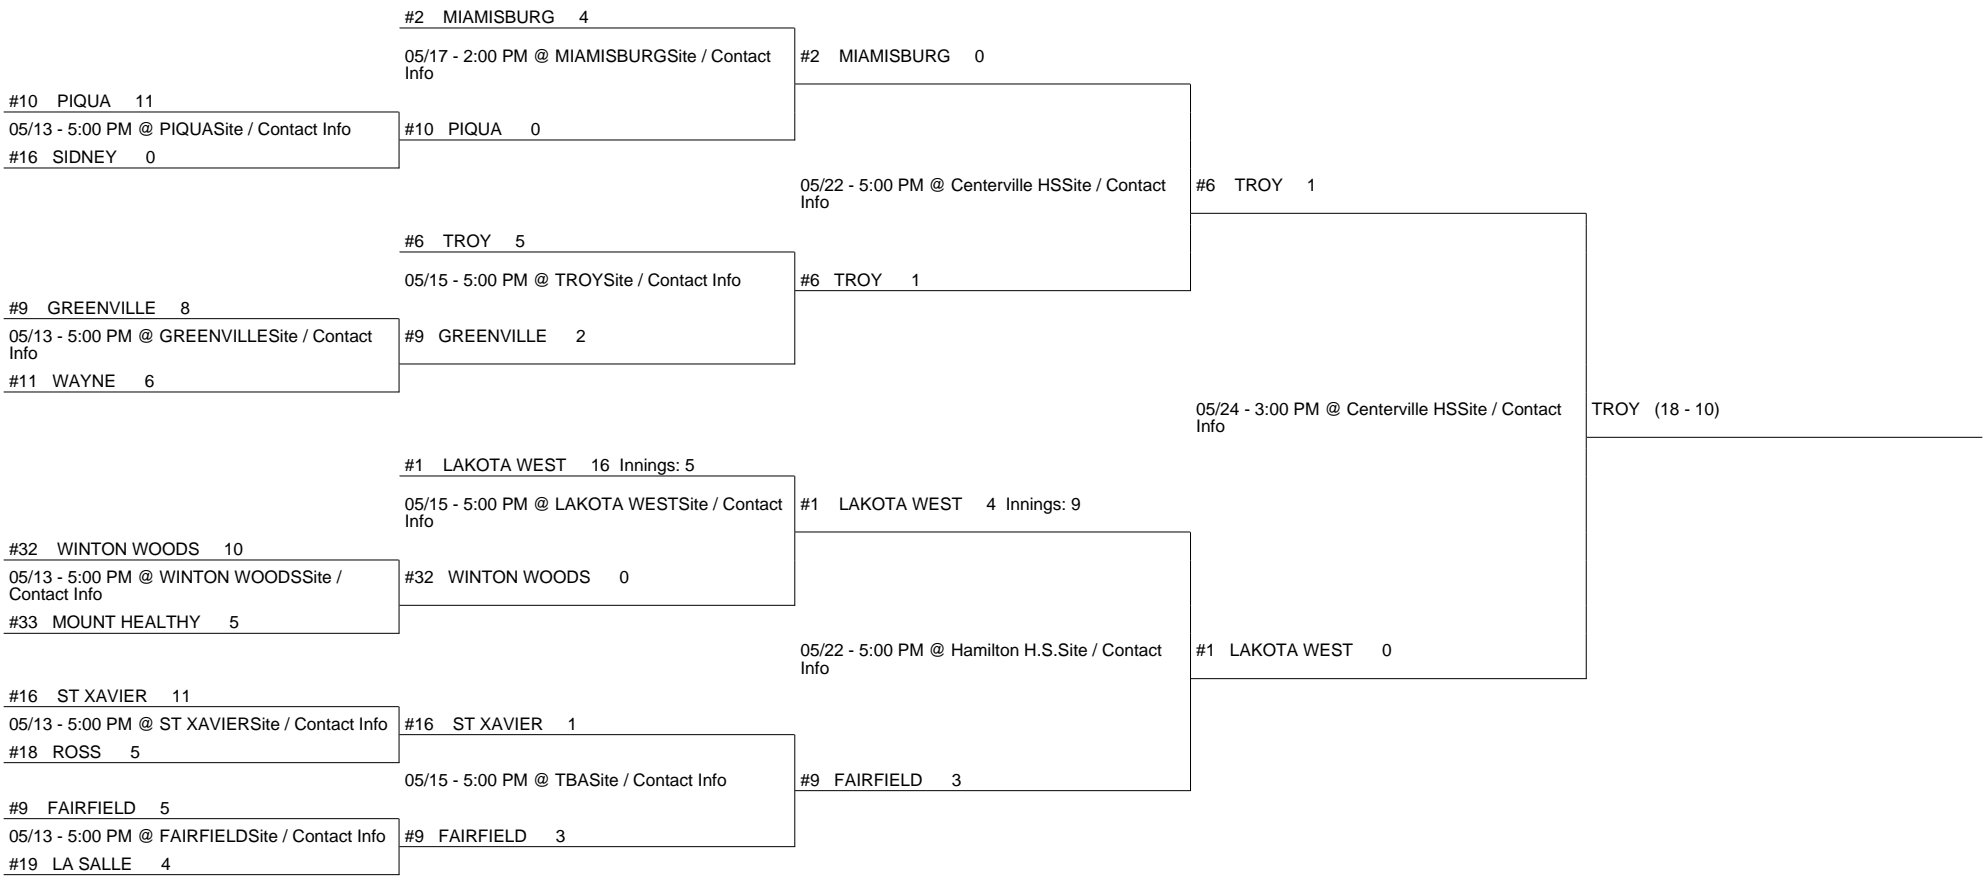 #2 MIAMISBURG 4
05/17 - 2:00 PM @ MIAMISBURGSite / Contact
Info
#2 MIAMISBURG 0
#10 PIQUA 11
05/13 - 5:00 PM @ PIQUASite / Contact Info
#10 PIQUA 0
#16 SIDNEY 0
05/22 - 5:00 PM @ Centerville HSSite / Contact
Info
#6 TROY 1
#6 TROY 5
05/15 - 5:00 PM @ TROYSite / Contact Info
#6 TROY 1
#9 GREENVILLE 8
05/13 - 5:00 PM @ GREENVILLESite / Contact
Info
#9 GREENVILLE 2
#11 WAYNE 6
05/24 - 3:00 PM @ Centerville HSSite / Contact
Info
TROY (18 - 10)
#1 LAKOTA WEST 16 Innings: 5
05/15 - 5:00 PM @ LAKOTA WESTSite / Contact
Info
#1 LAKOTA WEST 4 Innings: 9
#32 WINTON WOODS 10
05/13 - 5:00 PM @ WINTON WOODSSite /
Contact Info
#32 WINTON WOODS 0
#33 MOUNT HEALTHY 5
05/22 - 5:00 PM @ Hamilton H.S.Site / Contact
Info
#1 LAKOTA WEST 0
#16 ST XAVIER 11
05/13 - 5:00 PM @ ST XAVIERSite / Contact Info
#16 ST XAVIER 1
#18 ROSS 5
05/15 - 5:00 PM @ TBASite / Contact Info
#9 FAIRFIELD 3
#9 FAIRFIELD 5
05/13 - 5:00 PM @ FAIRFIELDSite / Contact Info
#9 FAIRFIELD 3
#19 LA SALLE 4